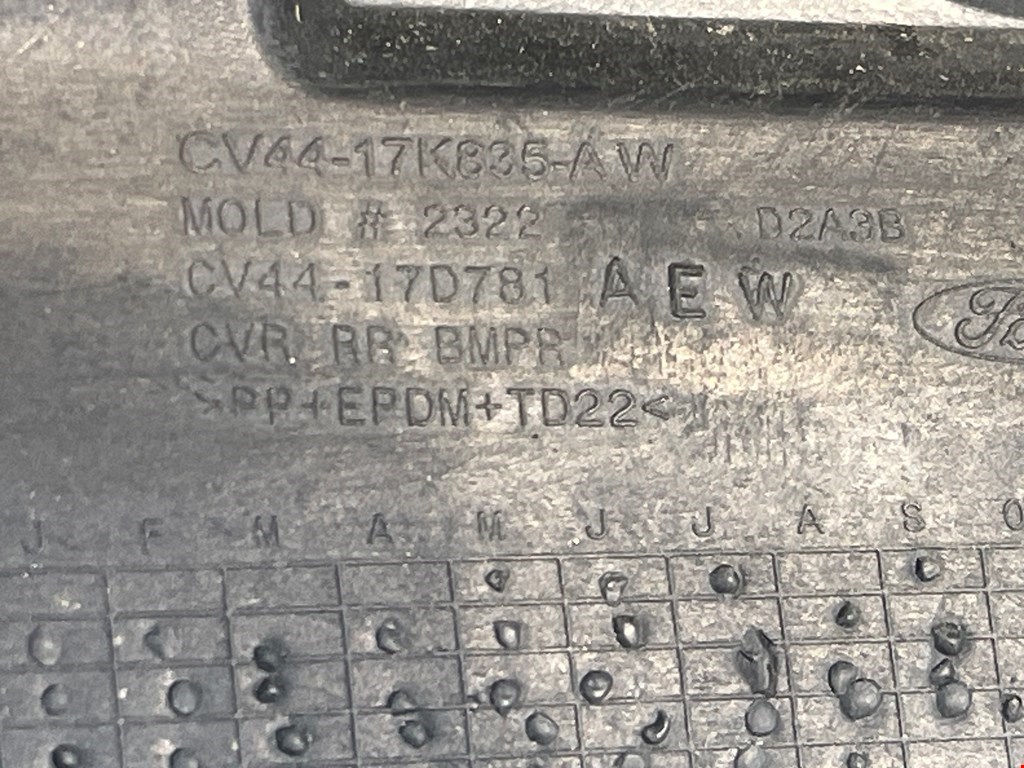 CV44-17K835-AW
MOLD # 2322 D2A3B
CV44-17D781 A E W
CVR RR BMPR
>PP+EPDM+TD22<
J F M A M J J A S O